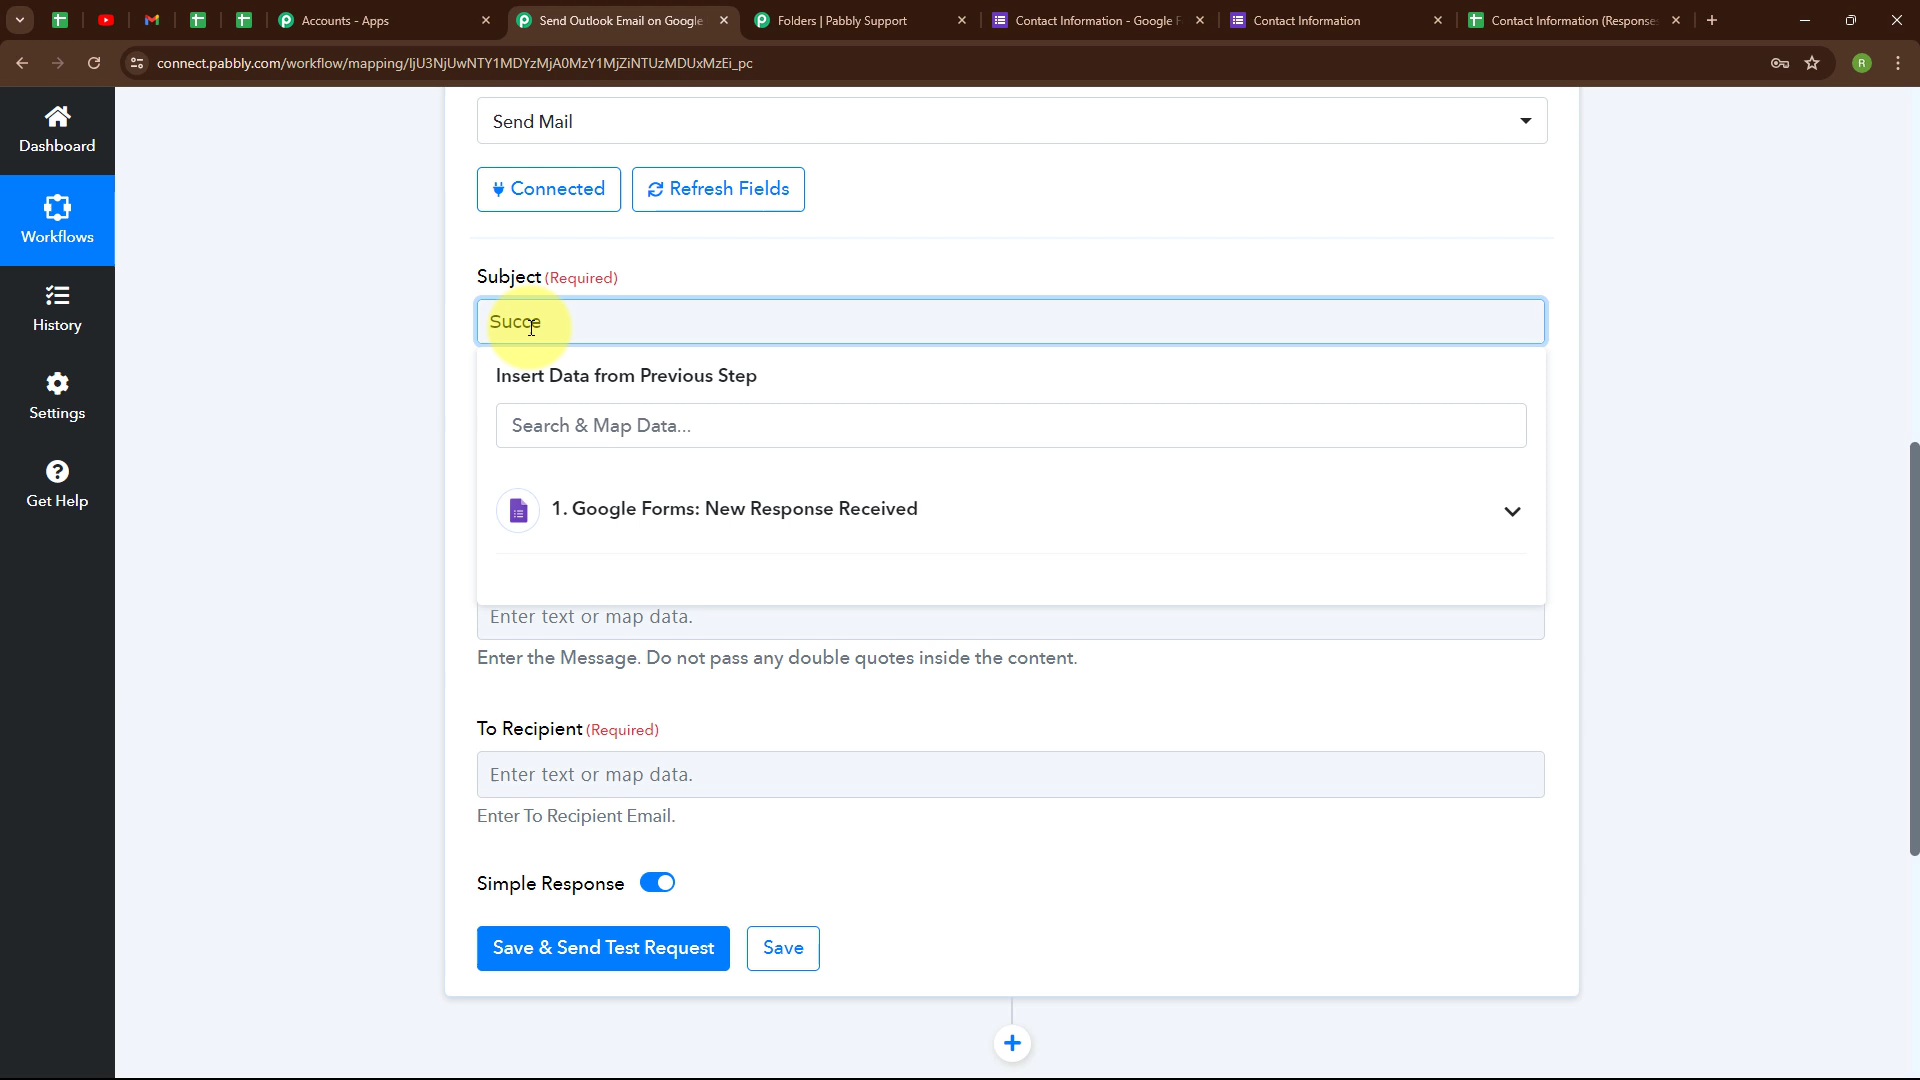 Accounts - Apps
Send Outlook Email on Google
Folders | Pabbly Support
Contact Information - Google F
Contact Information
Contact Information (Response
connect.pabbly.com/workflow/mapping/IjU3NjUwNTY1MDYzMjA0MzY1MjZiNTUzMDUxMzEi_pc
R
Dashboard
Workflows
History
Settings
Get Help
Send Mail
Connected
Refresh Fields
Subject (Required)
Succe
Insert Data from Previous Step
Search & Map Data...
1. Google Forms: New Response Received
Enter text or map data.
Enter the Message. Do not pass any double quotes inside the content.
To Recipient (Required)
Enter text or map data.
Enter To Recipient Email.
Simple Response
Save & Send Test Request
Save